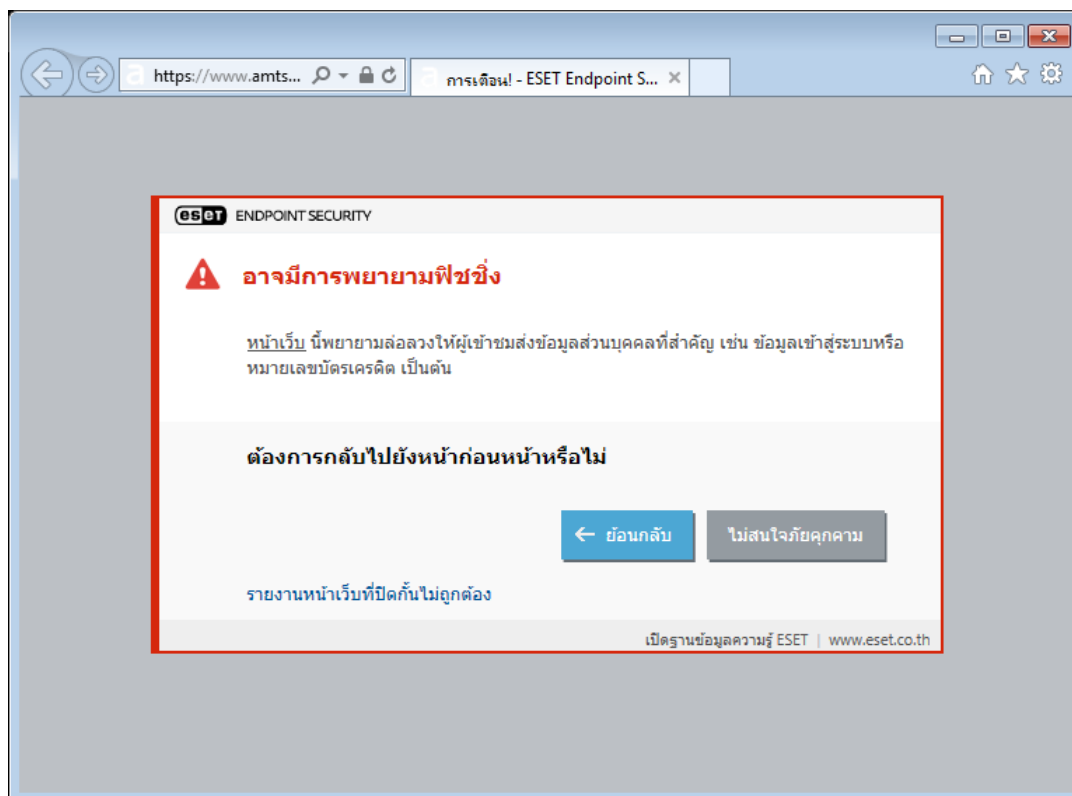 https://www.amts...
การเตือน! - ESET Endpoint S...
eset ENDPOINT SECURITY
อาจมีการพยายามฟิชชิ่ง
หน้าเว็บ นี้พยายามล่อลวงให้ผู้เข้าชมส่งข้อมูลส่วนบุคคลที่สำคัญ เช่น ข้อมูลเข้าสู่ระบบหรือ
หมายเลขบัตรเครดิต เป็นต้น
ต้องการกลับไปยังหน้าก่อนหน้าหรือไม่
ย้อนกลับ
ไม่สนใจภัยคุกคาม
รายงานหน้าเว็บที่ปิดกั้นไม่ถูกต้อง
เปิดฐานข้อมูลความรู้ ESET | www.eset.co.th